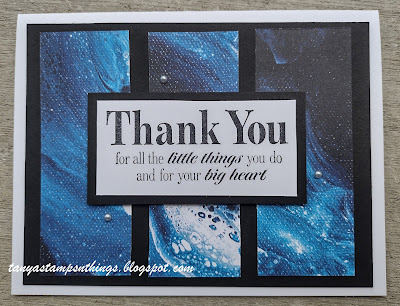 Thank You
for all the little things you do
and for your big heart
tanyastampsnthings.blogspot.com